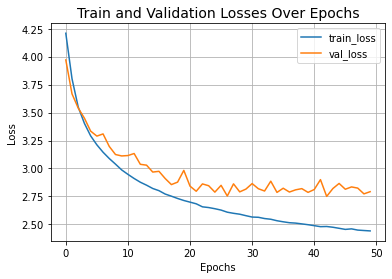 Train and Validation Losses Over Epochs
train_loss
val_loss
Loss
4.25
4.00
3.75
3.50
3.25
3.00
2.75
2.50
0 10 20 30 40 50
Epochs